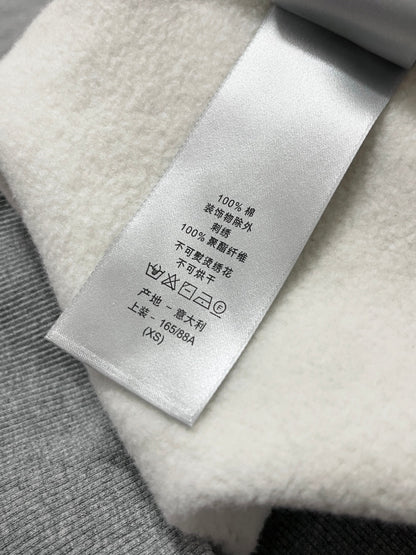 100% 棉
装饰物除外
刺绣
100% 聚酯纤维
不可熨烫绣花
不可烘干
F
产地 - 意大利
上装 - 165/88A
(XS)